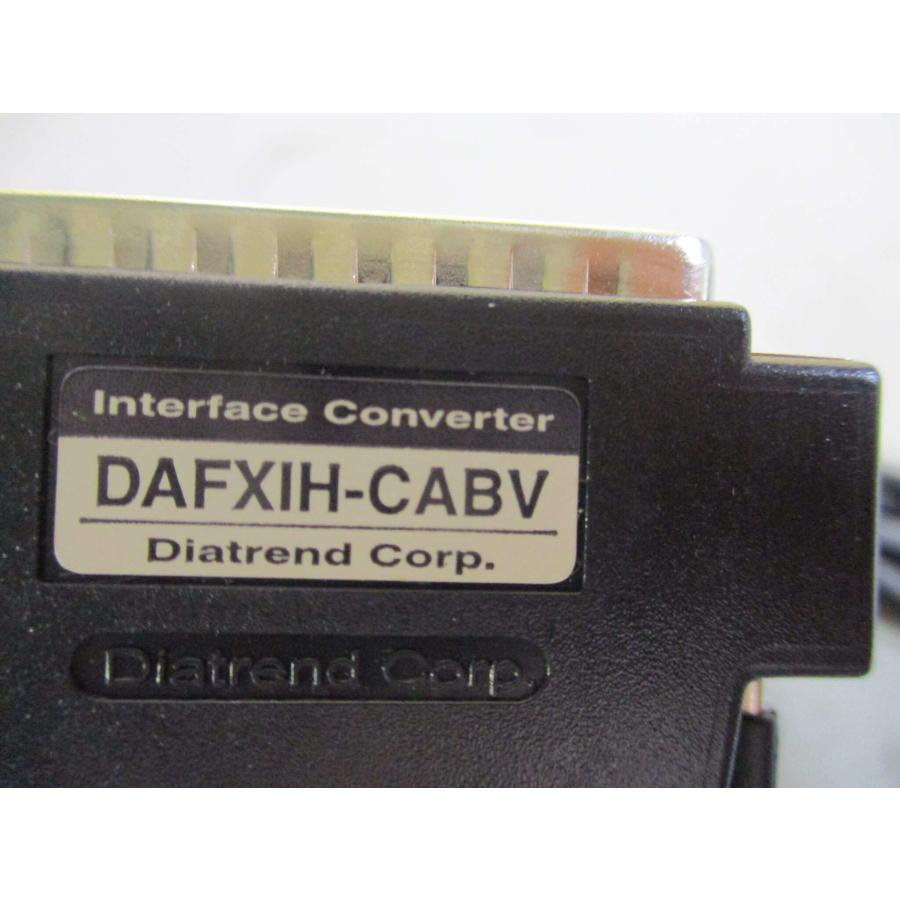 Interface Converter
DAFXIH-CABV
Diatrend Corp.
Diatrend Corp.